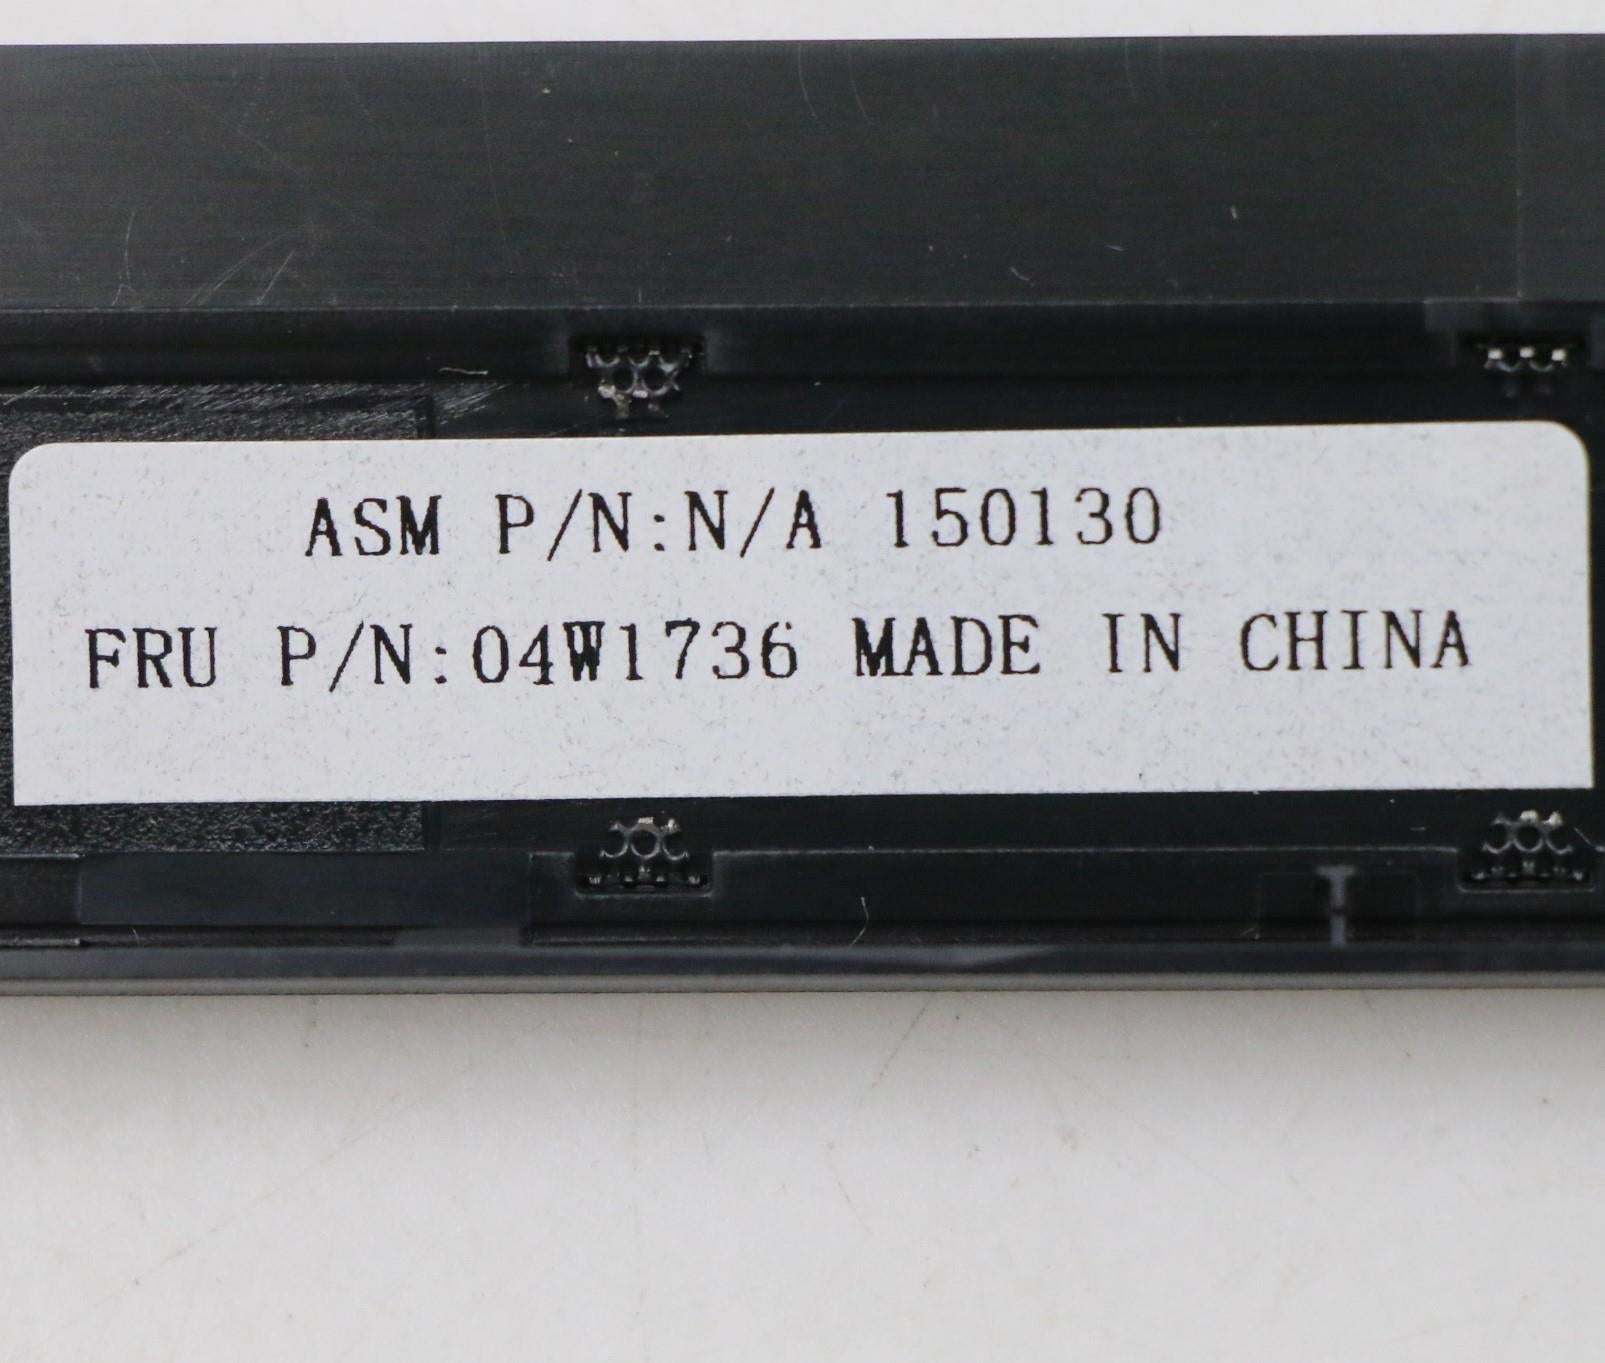 ASM P/N:N/A 150130
FRU P/N:04W1736 MADE IN CHINA